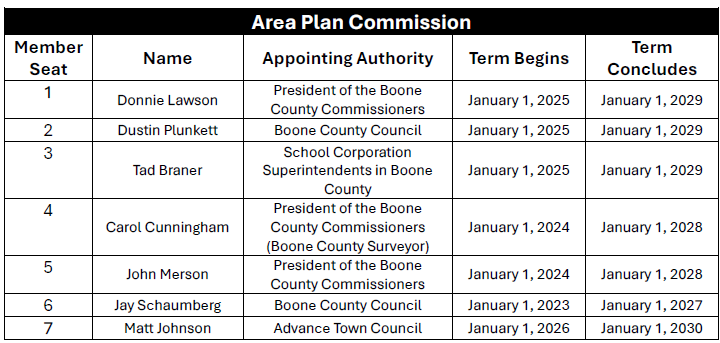 Area Plan Commission
Member Seat Name Appointing Authority Term Begins Term Concludes
1 Donnie Lawson President of the Boone County Commissioners January 1, 2025 January 1, 2029
2 Dustin Plunkett Boone County Council January 1, 2025 January 1, 2029
3 Tad Braner School Corporation Superintendents in Boone County January 1, 2025 January 1, 2029
4 Carol Cunningham President of the Boone County Commissioners (Boone County Surveyor) January 1, 2024 January 1, 2028
5 John Merson President of the Boone County Commissioners January 1, 2024 January 1, 2028
6 Jay Schaumberg Boone County Council January 1, 2023 January 1, 2027
7 Matt Johnson Advance Town Council January 1, 2026 January 1, 2030